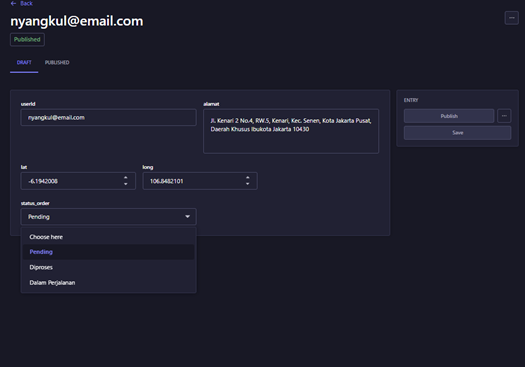 Back
nyangkul@email.com
Published
DRAFT
PUBLISHED
userId
nyangkul@email.com
alamat
Jl. Kenari 2 No.4, RW.5, Kenari, Kec. Senen, Kota Jakarta Pusat,
Daerah Khusus Ibukota Jakarta 10430
lat
-6.1942008
long
106.8482101
status_order
Pending
Choose here
Pending
Diproses
Dalam Perjalanan
ENTRY
Publish
Save